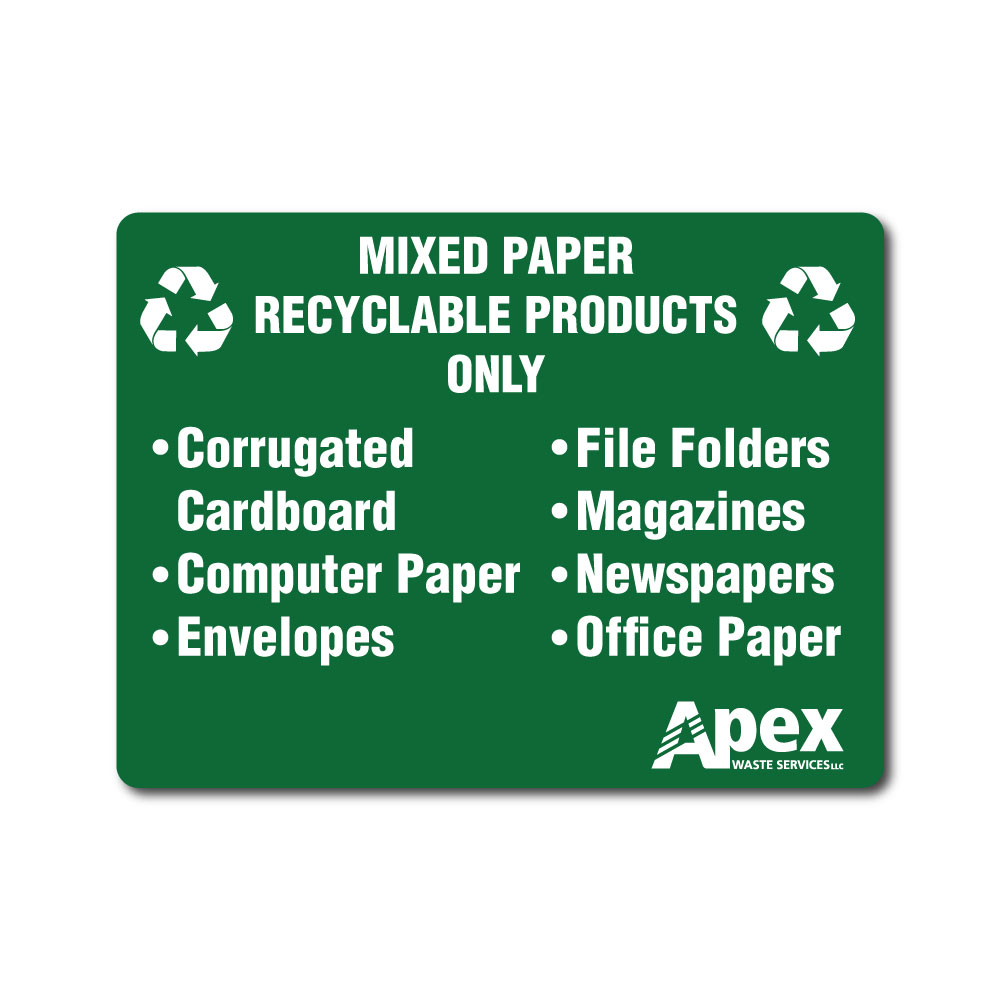 MIXED PAPER
RECYCLABLE PRODUCTS
ONLY
• Corrugated
Cardboard
• Computer Paper
• Envelopes
• File Folders
• Magazines
• Newspapers
• Office Paper
Apex
WASTE SERVICES LLC